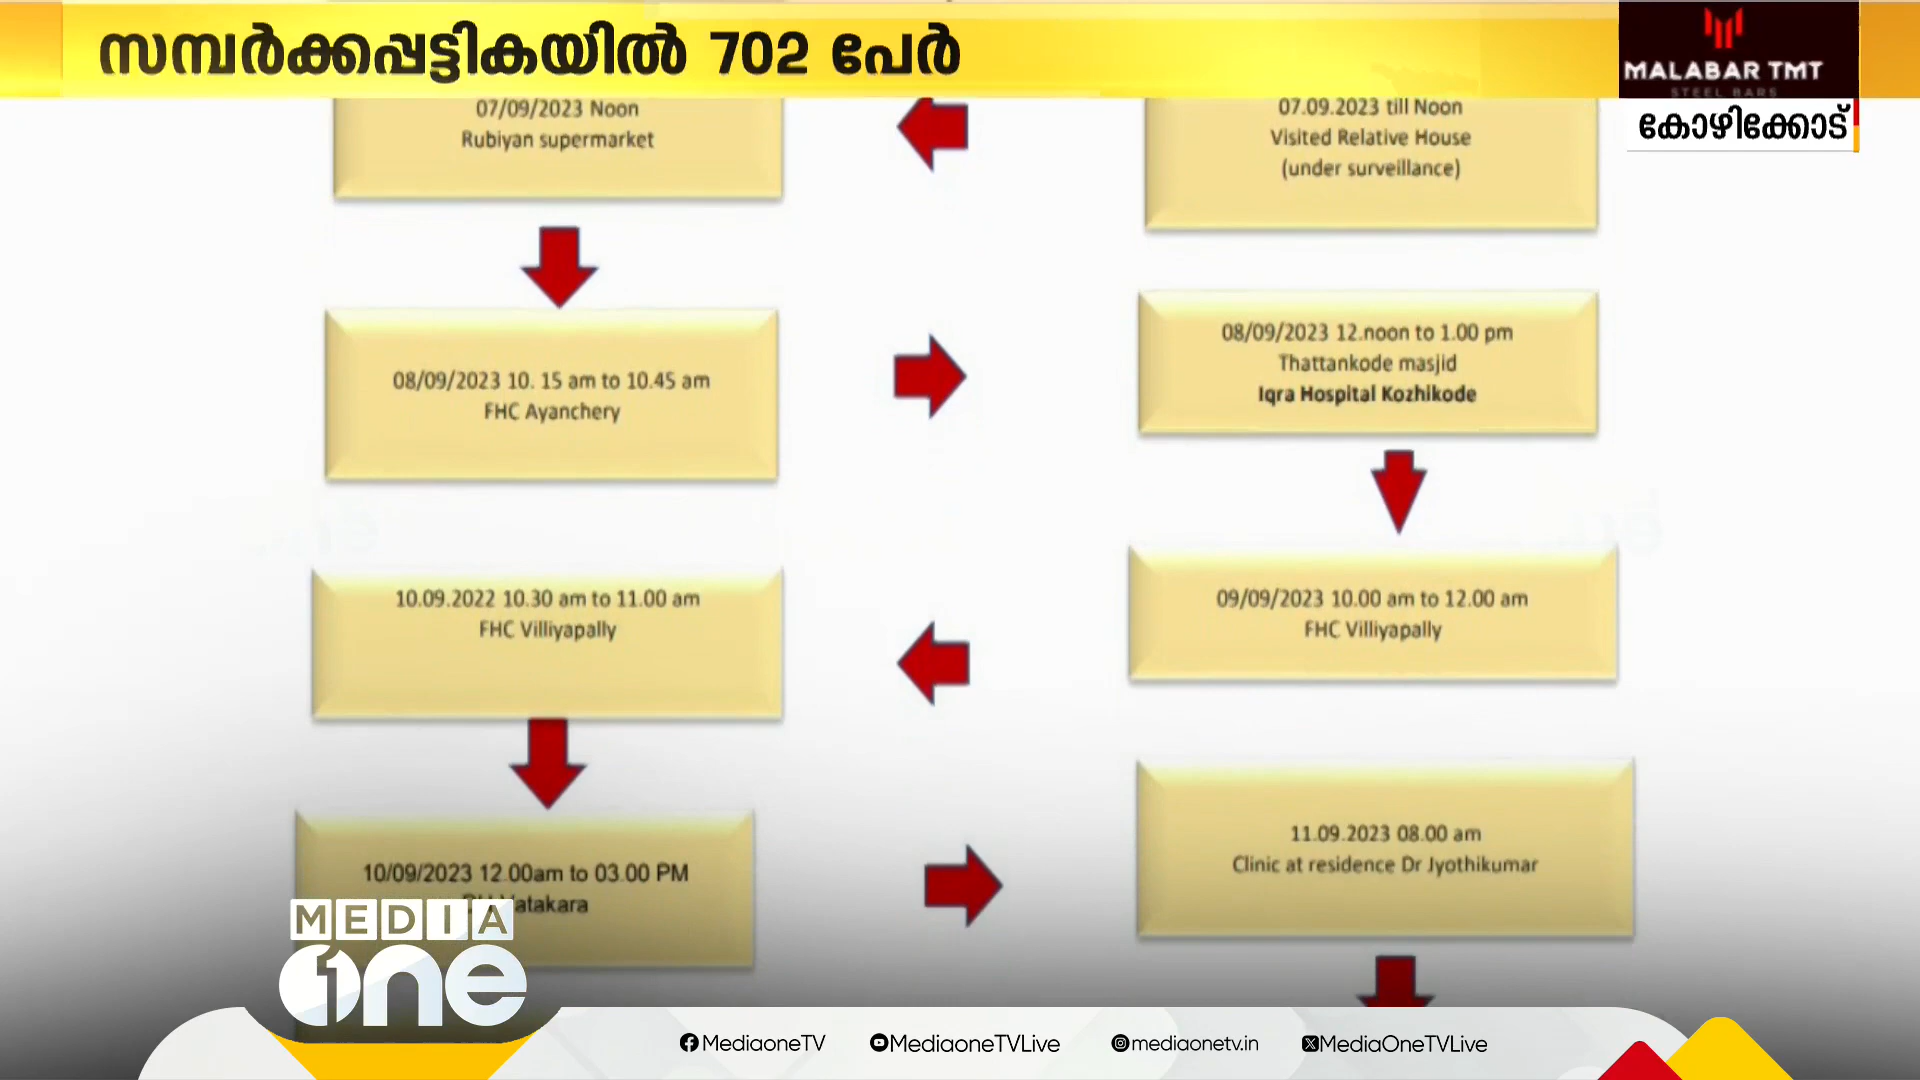 സമ്പർക്കപ്പട്ടികയിൽ 702 പേർ
MALABAR TMT
STEEL BARS
കോഴിക്കോട്
07/09/2023 Noon
Rubiyan supermarket
07.09.2023 till Noon
Visited Relative House
(under surveillance)
08/09/2023 10. 15 am to 10.45 am
FHC Ayanchery
08/09/2023 12.noon to 1.00 pm
Thattankode masjid
Iqra Hospital Kozhikode
10.09.2022 10.30 am to 11.00 am
FHC Villiyapally
09/09/2023 10.00 am to 12.00 am
FHC Villiyapally
10/09/2023 12.00am to 03.00 PM
11.09.2023 08.00 am
Clinic at residence Dr Jyothikumar
MEDIA
one
MediaoneTV
MediaoneTVLive
mediaonetv.in
MediaOneTVLive